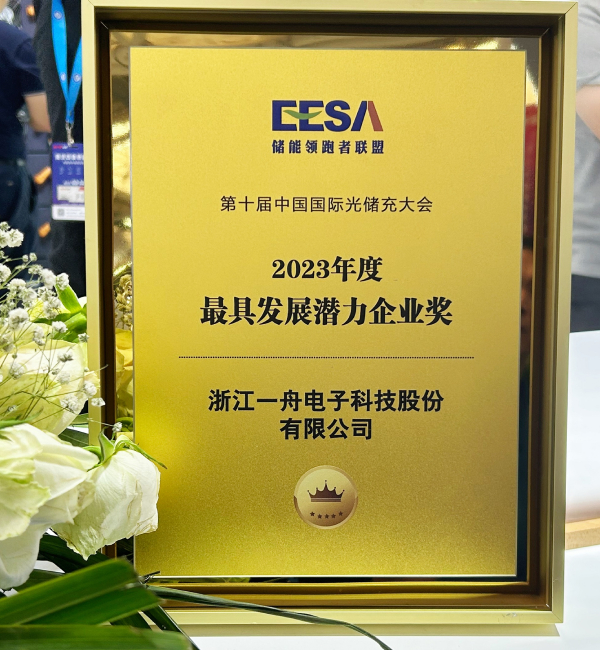 EESA
储能领跑者联盟
第十届中国国际光储充大会
2023年度
最具发展潜力企业奖
浙江一舟电子科技股份
有限公司